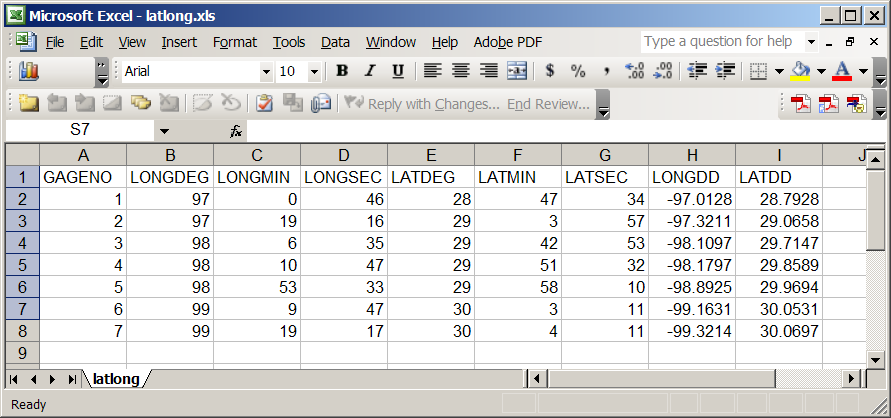 Microsoft Excel - latlong.xls
File Edit View Insert Format Tools Data Window Help Adobe PDF Type a question for help
Arial 10 B I U $ % , .00 .00
Reply with Changes... End Review...
S7 fx
A B C D E F G H I J
1 GAGENO LONGDEG LONGMIN LONGSEC LATDEG LATMIN LATSEC LONGDD LATDD
2 1 97 0 46 28 47 34 -97.0128 28.7928
3 2 97 19 16 29 3 57 -97.3211 29.0658
4 3 98 6 35 29 42 53 -98.1097 29.7147
5 4 98 10 47 29 51 32 -98.1797 29.8589
6 5 98 53 33 29 58 10 -98.8925 29.9694
7 6 99 9 47 30 3 11 -99.1631 30.0531
8 7 99 19 17 30 4 11 -99.3214 30.0697
9
latlong
Ready